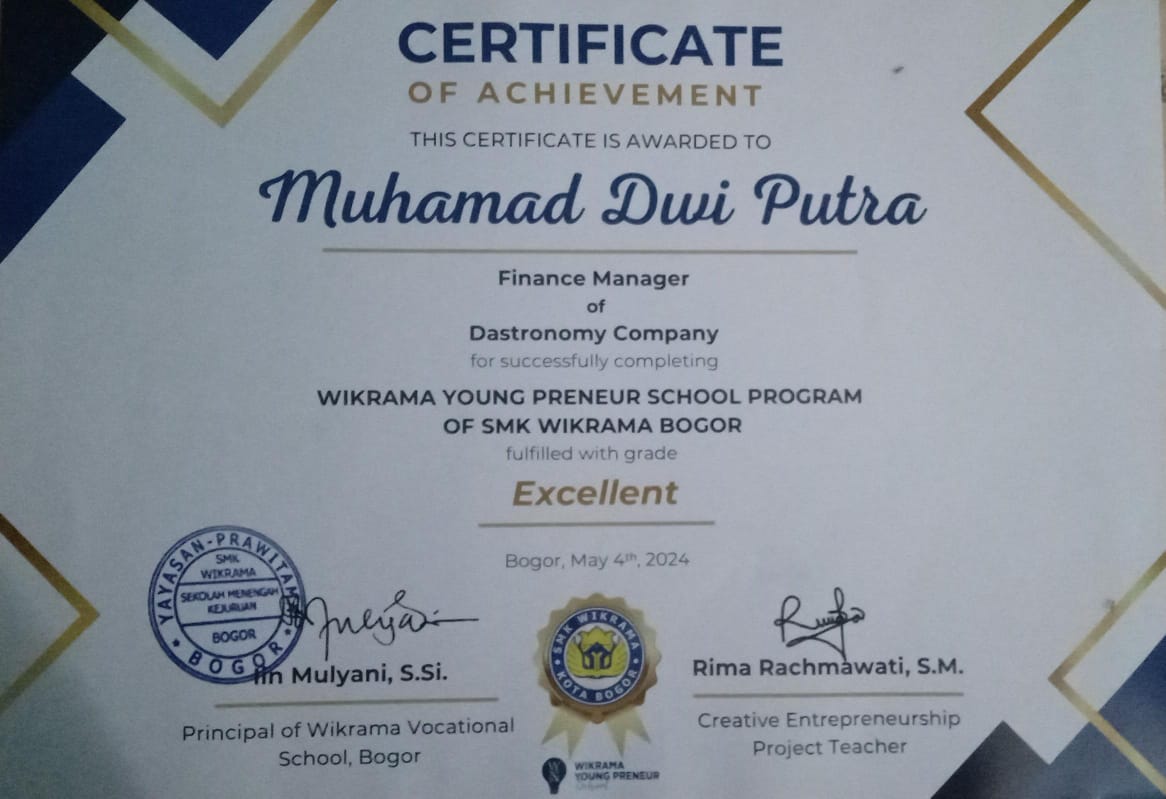 CERTIFICATE
OF ACHIEVEMENT
THIS CERTIFICATE IS AWARDED TO
Muhamad Dwi Putra
Finance Manager
of
Dastronomy Company
for successfully completing
WIKRAMA YOUNG PRENEUR SCHOOL PROGRAM
OF SMK WIKRAMA BOGOR
fulfilled with grade
Excellent
Bogor, May 4th, 2024
YAYASAN-PRAWITAMA
SMK
WIKRAMA
SEKOLAH MENENGAH
KEJURUAN
BOGOR
BOGOR
Iin Mulyani, S.Si.
Principal of Wikrama Vocational
School, Bogor
SMK WIKRAMA
KOTA BOGOR
Rima Rachmawati, S.M.
Creative Entrepreneurship
Project Teacher
WIKRAMA
YOUNG PRENEUR